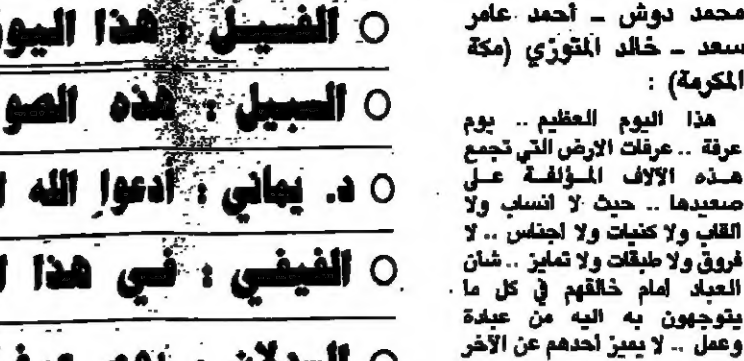 محمد دوش ـ أحمد عامر
سعد ـ خالد المتوزي (مكة
المكرمة) :
هذا اليوم العظيم .. يوم
عرفة .. عرفات الارض التي تجمع
هذه الآلاف المؤلفة على
صعيدها .. حيث لا انساب ولا
القاب ولا كنيات ولا اجناس .. لا
فروق ولا طبقات ولا تمايز .. شأن
العباد امام خالقهم في كل ما
يتوجهون به اليه من عبادة
وعمل .. لا يميز أحدهم عن الآخر
○ الفسيل : هذا اليو
○ السبيل : هذه الصو
○ د. يماني : أدعوا الله ا
○ الفيفي : في هذا ا